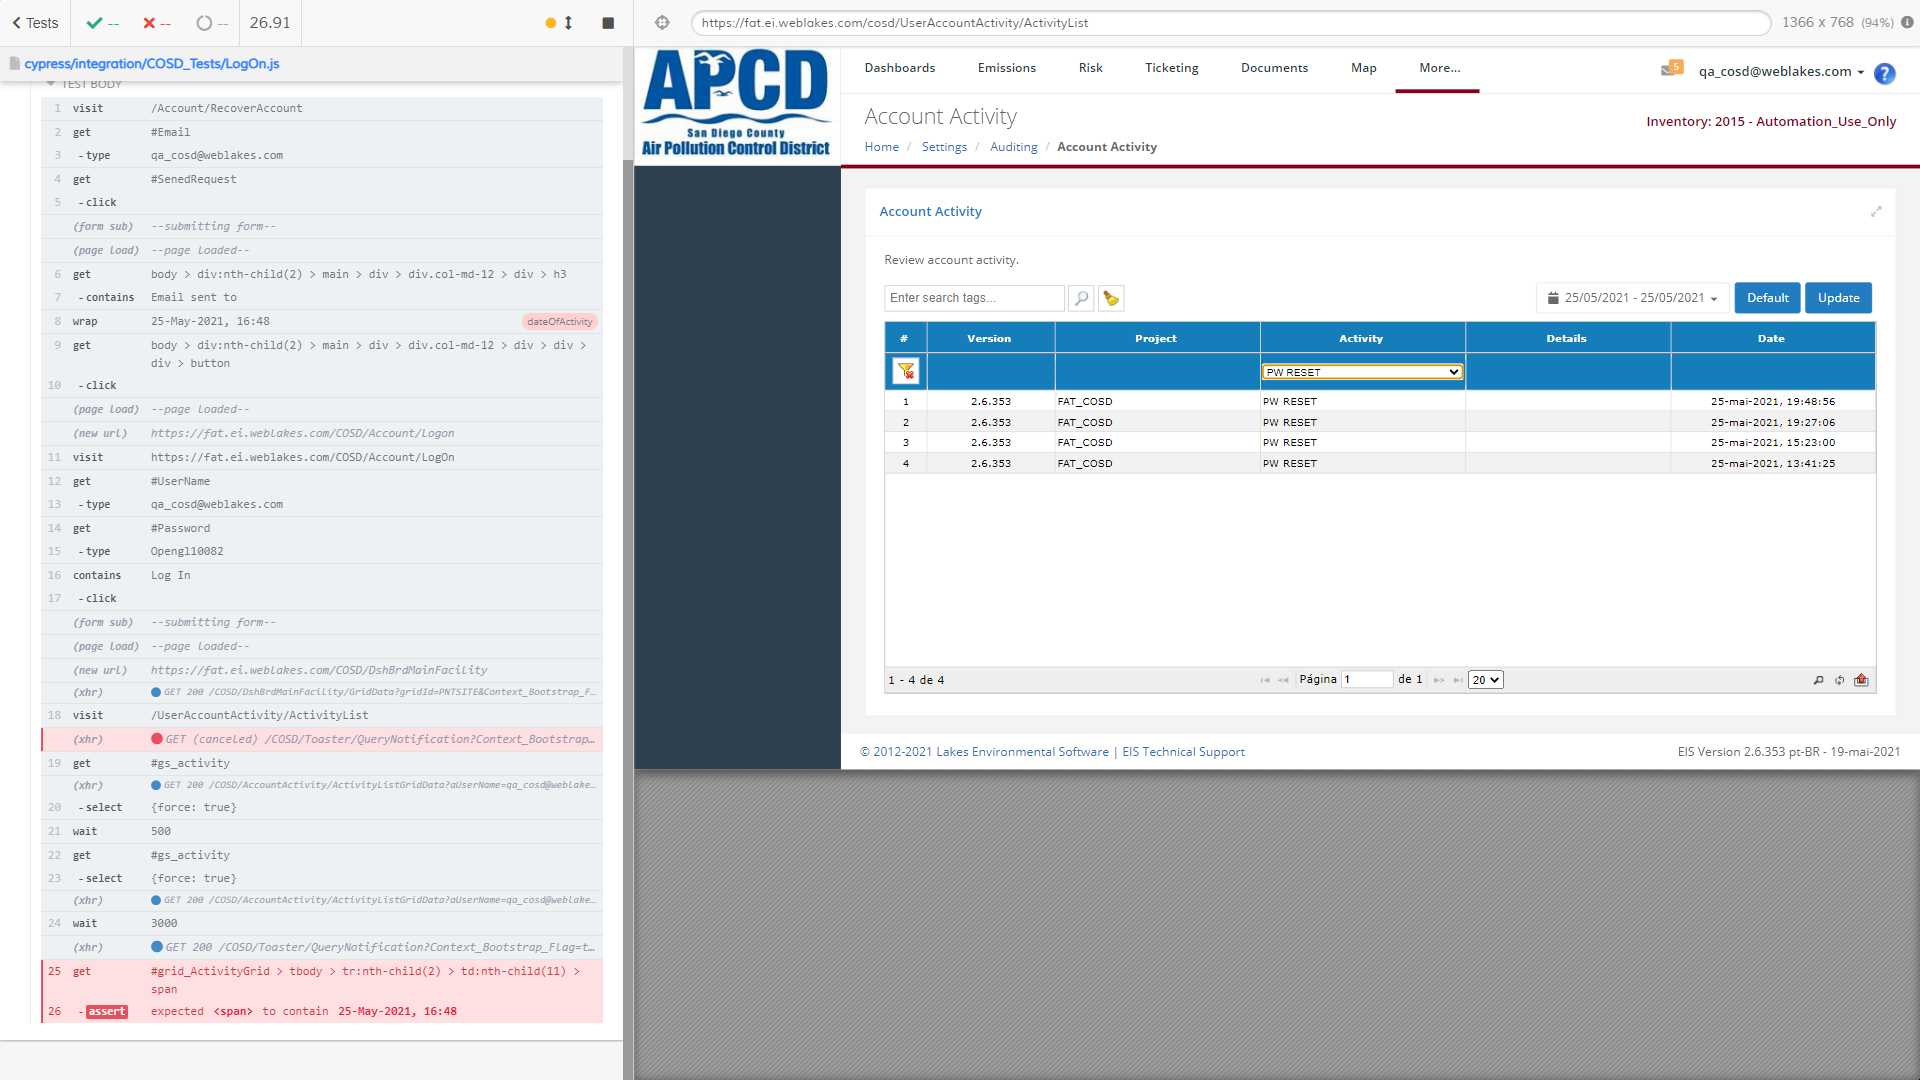 Tests
--
--
--
26.91
cypress/integration/COSD_Tests/LogOn.js
TEST BODY
1 visit /Account/RecoverAccount
2 get #Email
3 -type qa_cosd@weblakes.com
4 get #SenedRequest
5 -click
(form sub) --submitting form--
(page load) --page loaded--
6 get body > div:nth-child(2) > main > div > div.col-md-12 > div > h3
7 -contains Email sent to
8 wrap 25-May-2021, 16:48 dateOfActivity
9 get body > div:nth-child(2) > main > div > div.col-md-12 > div > div >
div > button
10 -click
(page load) --page loaded--
(new url) https://fat.ei.weblakes.com/COSD/Account/Logon
11 visit https://fat.ei.weblakes.com/COSD/Account/LogOn
12 get #UserName
13 -type qa_cosd@weblakes.com
14 get #Password
15 -type Opengl10082
16 contains Log In
17 -click
(form sub) --submitting form--
(page load) --page loaded--
(new url) https://fat.ei.weblakes.com/COSD/DshBrdMainFacility
(xhr) GET 200 /COSD/DshBrdMainFacility/GridData?gridId=PNTSITE&Context_Bootstrap_F...
18 visit /UserAccountActivity/ActivityList
(xhr) GET (canceled) /COSD/Toaster/QueryNotification?Context_Bootstrap...
19 get #gs_activity
(xhr) GET 200 /COSD/AccountActivity/ActivityListGridData?aUserName=qa_cosd@weblake...
20 -select {force: true}
21 wait 500
22 get #gs_activity
23 -select {force: true}
(xhr) GET 200 /COSD/AccountActivity/ActivityListGridData?aUserName=qa_cosd@weblake...
24 wait 3000
(xhr) GET 200 /COSD/Toaster/QueryNotification?Context_Bootstrap_Flag=t...
25 get #grid_ActivityGrid > tbody > tr:nth-child(2) > td:nth-child(11) >
span
26 -assert expected <span> to contain 25-May-2021, 16:48
https://fat.ei.weblakes.com/cosd/UserAccountActivity/ActivityList
1366 x 768 (94%)
APCD
San Diego County
Air Pollution Control District
Dashboards Emissions Risk Ticketing Documents Map More...
5 qa_cosd@weblakes.com ?
Account Activity
Inventory: 2015 - Automation_Use_Only
Home / Settings / Auditing / Account Activity
Account Activity
Review account activity.
Enter search tags...
25/05/2021 - 25/05/2021 Default Update
# Version Project Activity Details Date
PW RESET
1 2.6.353 FAT_COSD PW RESET 25-mai-2021, 19:48:56
2 2.6.353 FAT_COSD PW RESET 25-mai-2021, 19:27:06
3 2.6.353 FAT_COSD PW RESET 25-mai-2021, 15:23:00
4 2.6.353 FAT_COSD PW RESET 25-mai-2021, 13:41:25
1 - 4 de 4 Página 1 de 1 20
© 2012-2021 Lakes Environmental Software | EIS Technical Support
EIS Version 2.6.353 pt-BR - 19-mai-2021